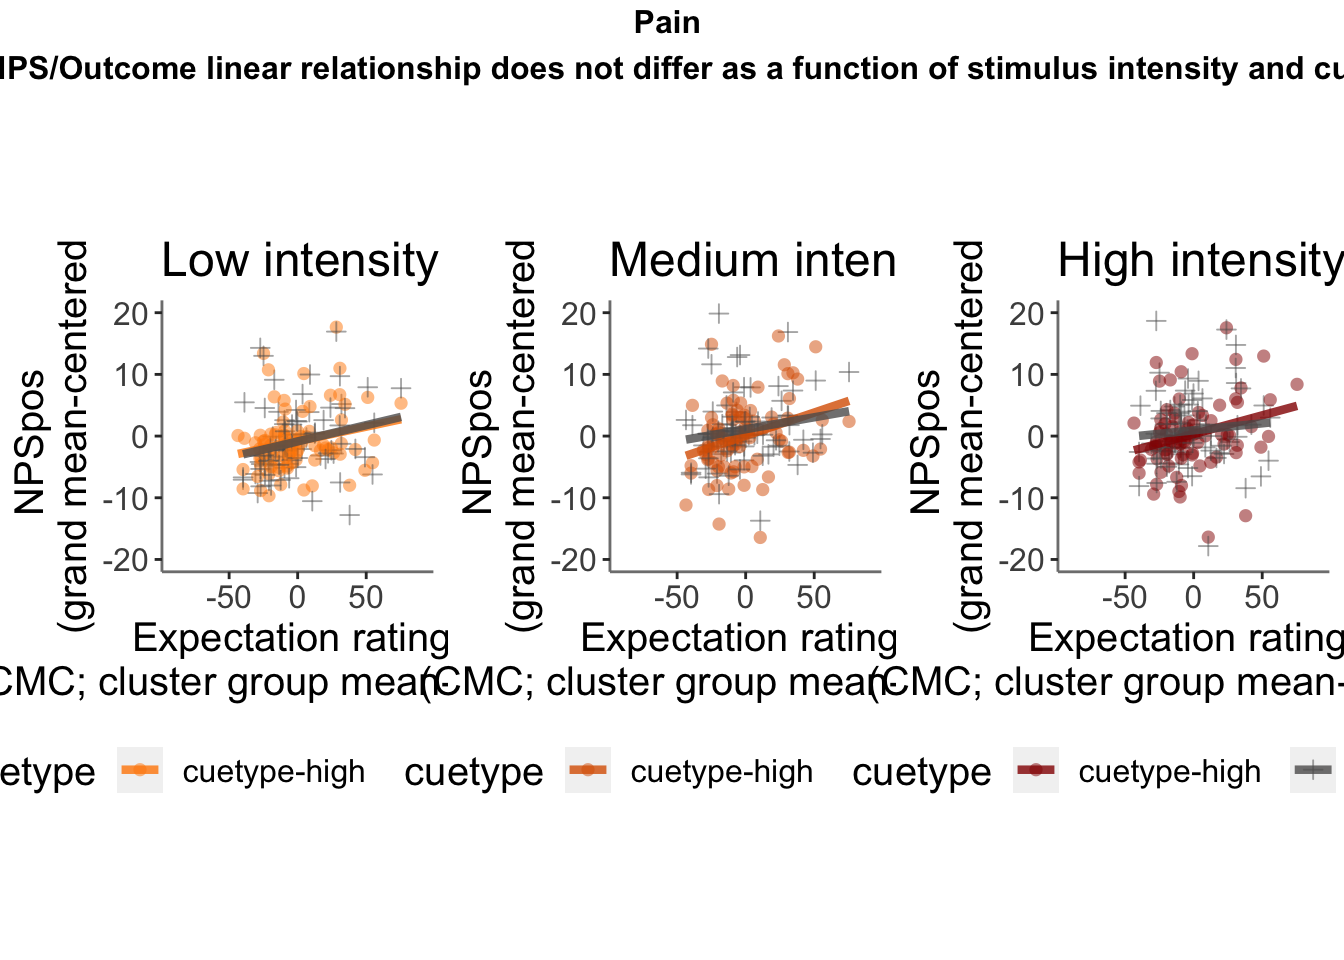 Pain
NPS/Outcome linear relationship does not differ as a function of stimulus intensity and cu
Low intensity
Medium inten
High intensity
NPSpos
(grand mean-centered
20
10
0
-10
-20
-50 0 50
Expectation rating
CMC; cluster group mean-
NPSpos
(grand mean-centered
20
10
0
-10
-20
-50 0 50
Expectation rating
(CMC; cluster group mean-
NPSpos
(grand mean-centered
20
10
0
-10
-20
-50 0 50
Expectation rating
(CMC; cluster group mean-
etype cuetype-high
cuetype cuetype-high
cuetype cuetype-high